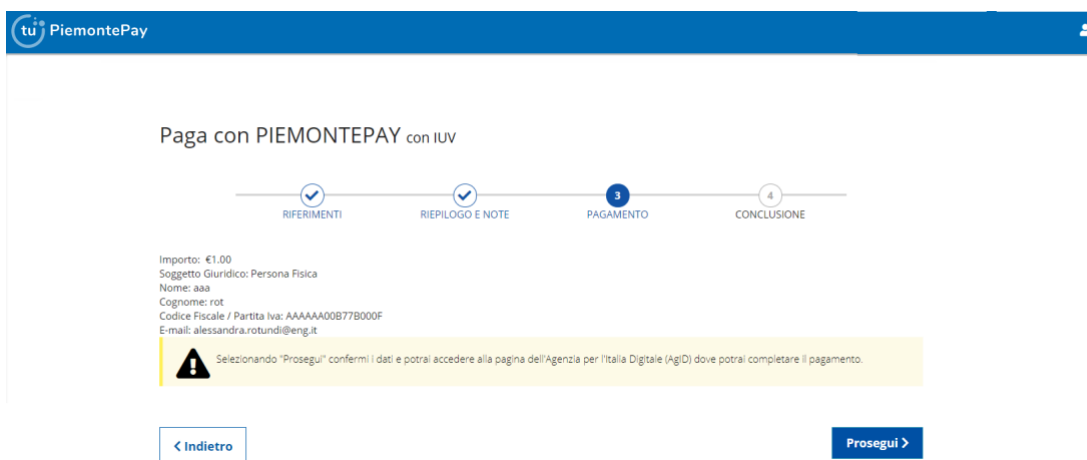 tu PiemontePay
Paga con PIEMONTEPAY con IUV
3 4
RIFERIMENTI RIEPILOGO E NOTE PAGAMENTO CONCLUSIONE
Importo: €1.00
Soggetto Giuridico: Persona Fisica
Nome: aaa
Cognome: rot
Codice Fiscale / Partita Iva: AAAAAA00B77B000F
E-mail: alessandra.rotundi@eng.it
Selezionando "Prosegui" confermi i dati e potrai accedere alla pagina dell'Agenzia per l'Italia Digitale (AgID) dove potrai completare il pagamento.
< Indietro Prosegui >